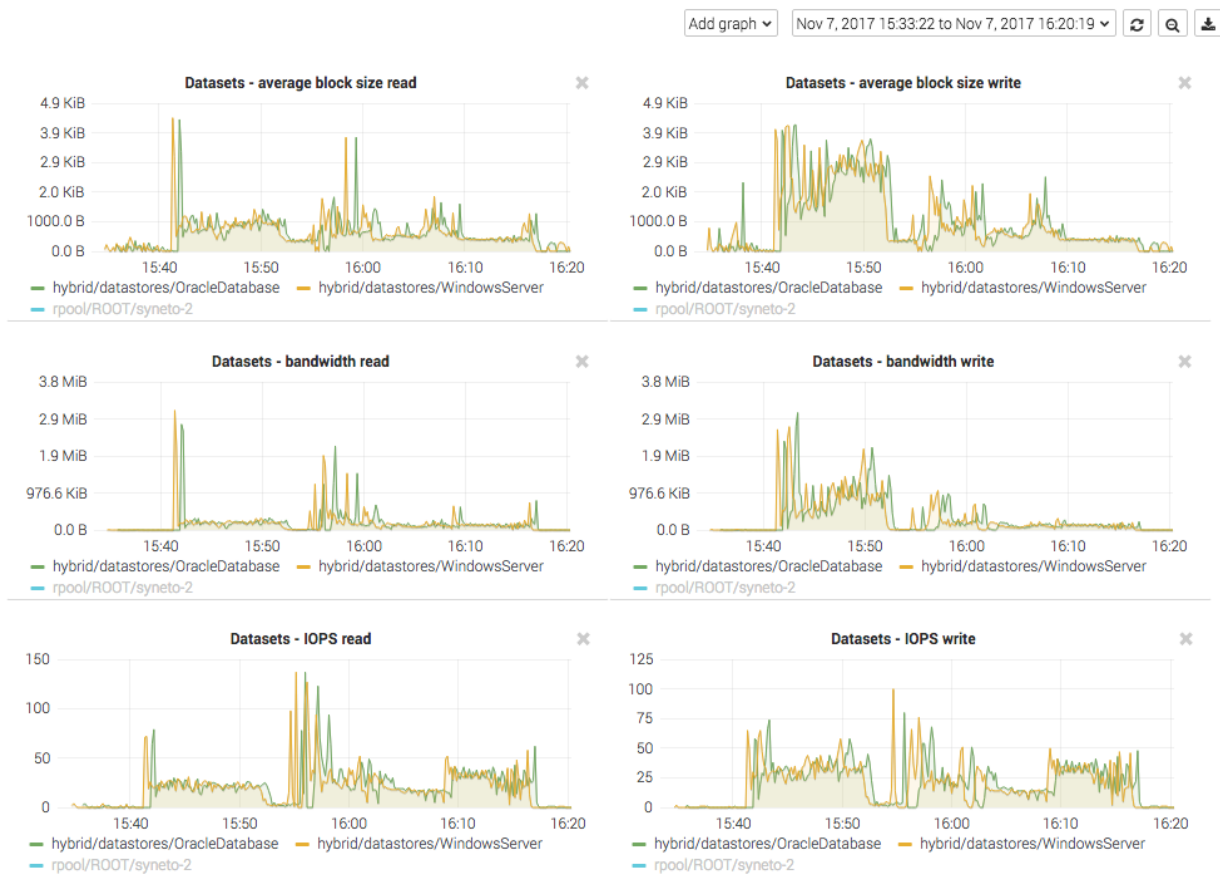 Add graph
Nov 7, 2017 15:33:22 to Nov 7, 2017 16:20:19
Datasets - average block size read
4.9 KiB
3.9 KiB
2.9 KiB
2.0 KiB
1000.0 B
0.0 B
15:40 15:50 16:00 16:10 16:20
hybrid/datastores/OracleDatabase hybrid/datastores/WindowsServer
rpool/ROOT/syneto-2
Datasets - average block size write
4.9 KiB
3.9 KiB
2.9 KiB
2.0 KiB
1000.0 B
0.0 B
15:40 15:50 16:00 16:10 16:20
hybrid/datastores/OracleDatabase hybrid/datastores/WindowsServer
rpool/ROOT/syneto-2
Datasets - bandwidth read
3.8 MiB
2.9 MiB
1.9 MiB
976.6 KiB
0.0 B
15:40 15:50 16:00 16:10 16:20
hybrid/datastores/OracleDatabase hybrid/datastores/WindowsServer
rpool/ROOT/syneto-2
Datasets - bandwidth write
3.8 MiB
2.9 MiB
1.9 MiB
976.6 KiB
0.0 B
15:40 15:50 16:00 16:10 16:20
hybrid/datastores/OracleDatabase hybrid/datastores/WindowsServer
rpool/ROOT/syneto-2
Datasets - IOPS read
150
100
50
0
15:40 15:50 16:00 16:10 16:20
hybrid/datastores/OracleDatabase hybrid/datastores/WindowsServer
rpool/ROOT/syneto-2
Datasets - IOPS write
125
100
75
50
25
0
15:40 15:50 16:00 16:10 16:20
hybrid/datastores/OracleDatabase hybrid/datastores/WindowsServer
rpool/ROOT/syneto-2